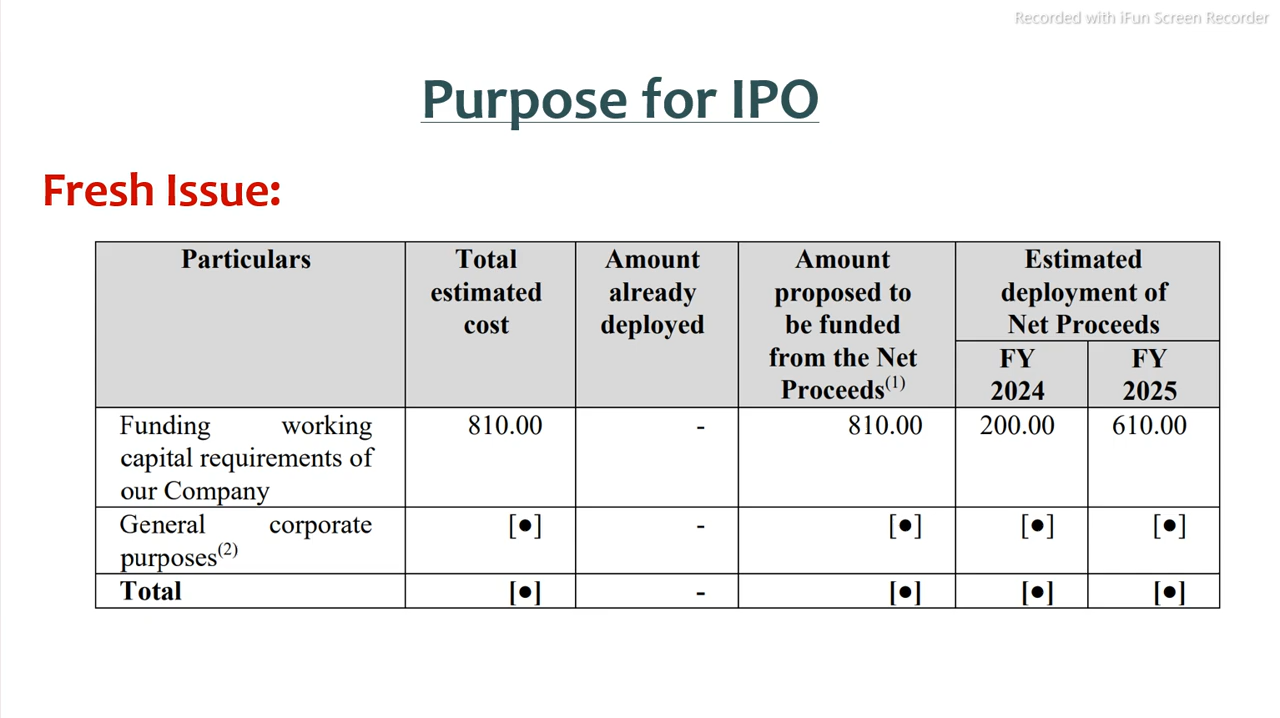 Recorded with iFun Screen Recorder
Purpose for IPO
Fresh Issue:
Particulars Total estimated cost Amount already deployed Amount proposed to be funded from the Net Proceeds(1) Estimated deployment of Net Proceeds
FY 2024 FY 2025
Funding working capital requirements of our Company 810.00 - 810.00 200.00 610.00
General corporate purposes(2) [●] - [●] [●] [●]
Total [●] - [●] [●] [●]